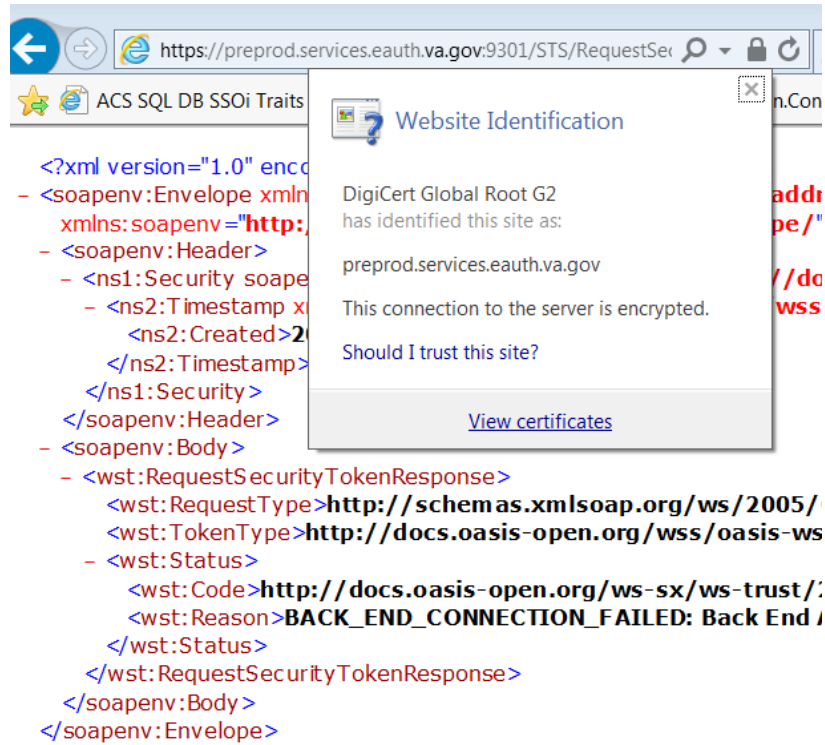 https://preprod.services.eauth.va.gov:9301/STS/RequestSec
ACS SQL DB SSOi Traits
n.Con
Website Identification
DigiCert Global Root G2
has identified this site as:
preprod.services.eauth.va.gov
This connection to the server is encrypted.
Should I trust this site?
View certificates
<?xml version="1.0" enc
– <soapenv:Envelope xmln addr
xmlns:soapenv="http:/ pe/"
– <soapenv:Header>
– <ns1:Security soape //do
– <ns2:Timestamp x wss
<ns2:Created>2
</ns2:Timestamp>
</ns1:Security>
</soapenv:Header>
– <soapenv:Body>
– <wst:RequestSecurityTokenResponse>
<wst:RequestType>http://schemas.xmlsoap.org/ws/2005/
<wst:TokenType>http://docs.oasis-open.org/wss/oasis-ws
– <wst:Status>
<wst:Code>http://docs.oasis-open.org/ws-sx/ws-trust/2
<wst:Reason>BACK_END_CONNECTION_FAILED: Back End
</wst:Status>
</wst:RequestSecurityTokenResponse>
</soapenv:Body>
</soapenv:Envelope>